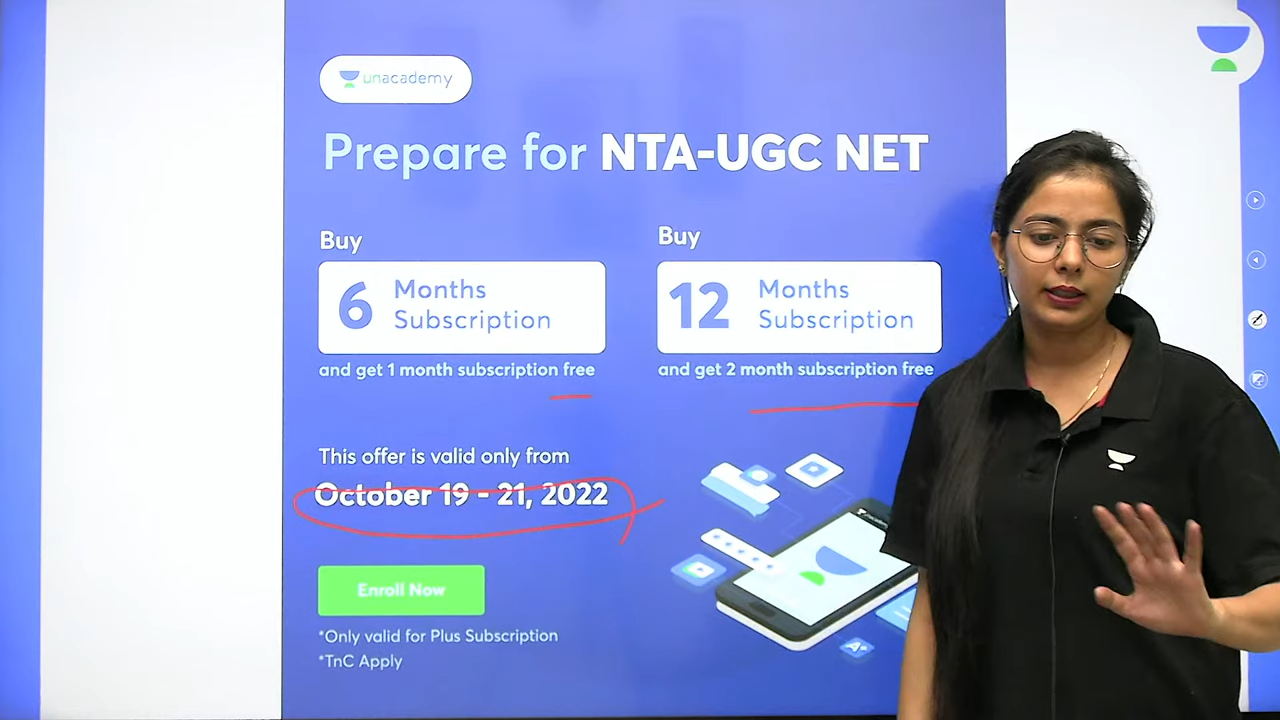 unacademy
Prepare for NTA-UGC NET
Buy
6 Months Subscription
and get 1 month subscription free
Buy
12 Months Subscription
and get 2 month subscription free
This offer is valid only from
October 19 - 21, 2022
Enroll Now
*Only valid for Plus Subscription
*TnC Apply
A+